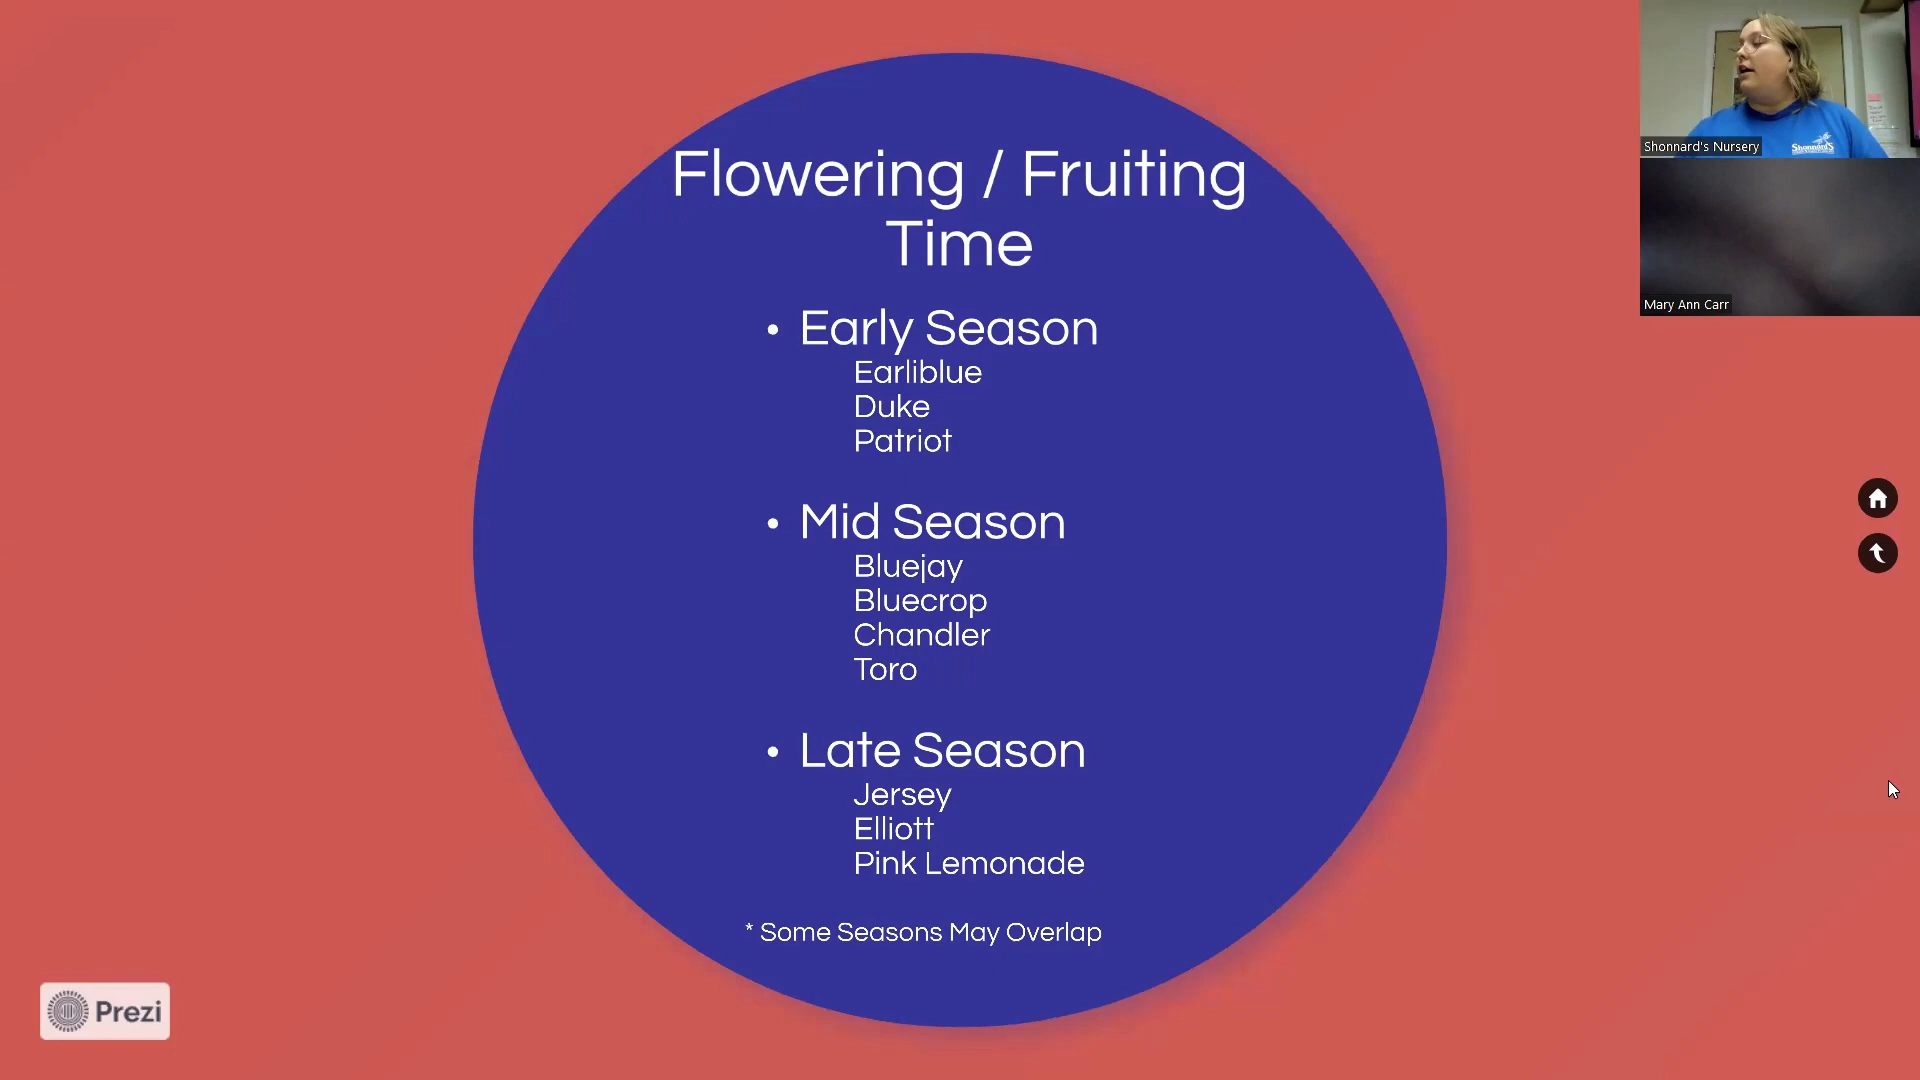 Flowering / Fruiting
Time
• Early Season
Earliblue
Duke
Patriot
• Mid Season
Bluejay
Bluecrop
Chandler
Toro
• Late Season
Jersey
Elliott
Pink Lemonade
* Some Seasons May Overlap
Prezi
Shonnard's
Shonnard's Nursery
Mary Ann Carr